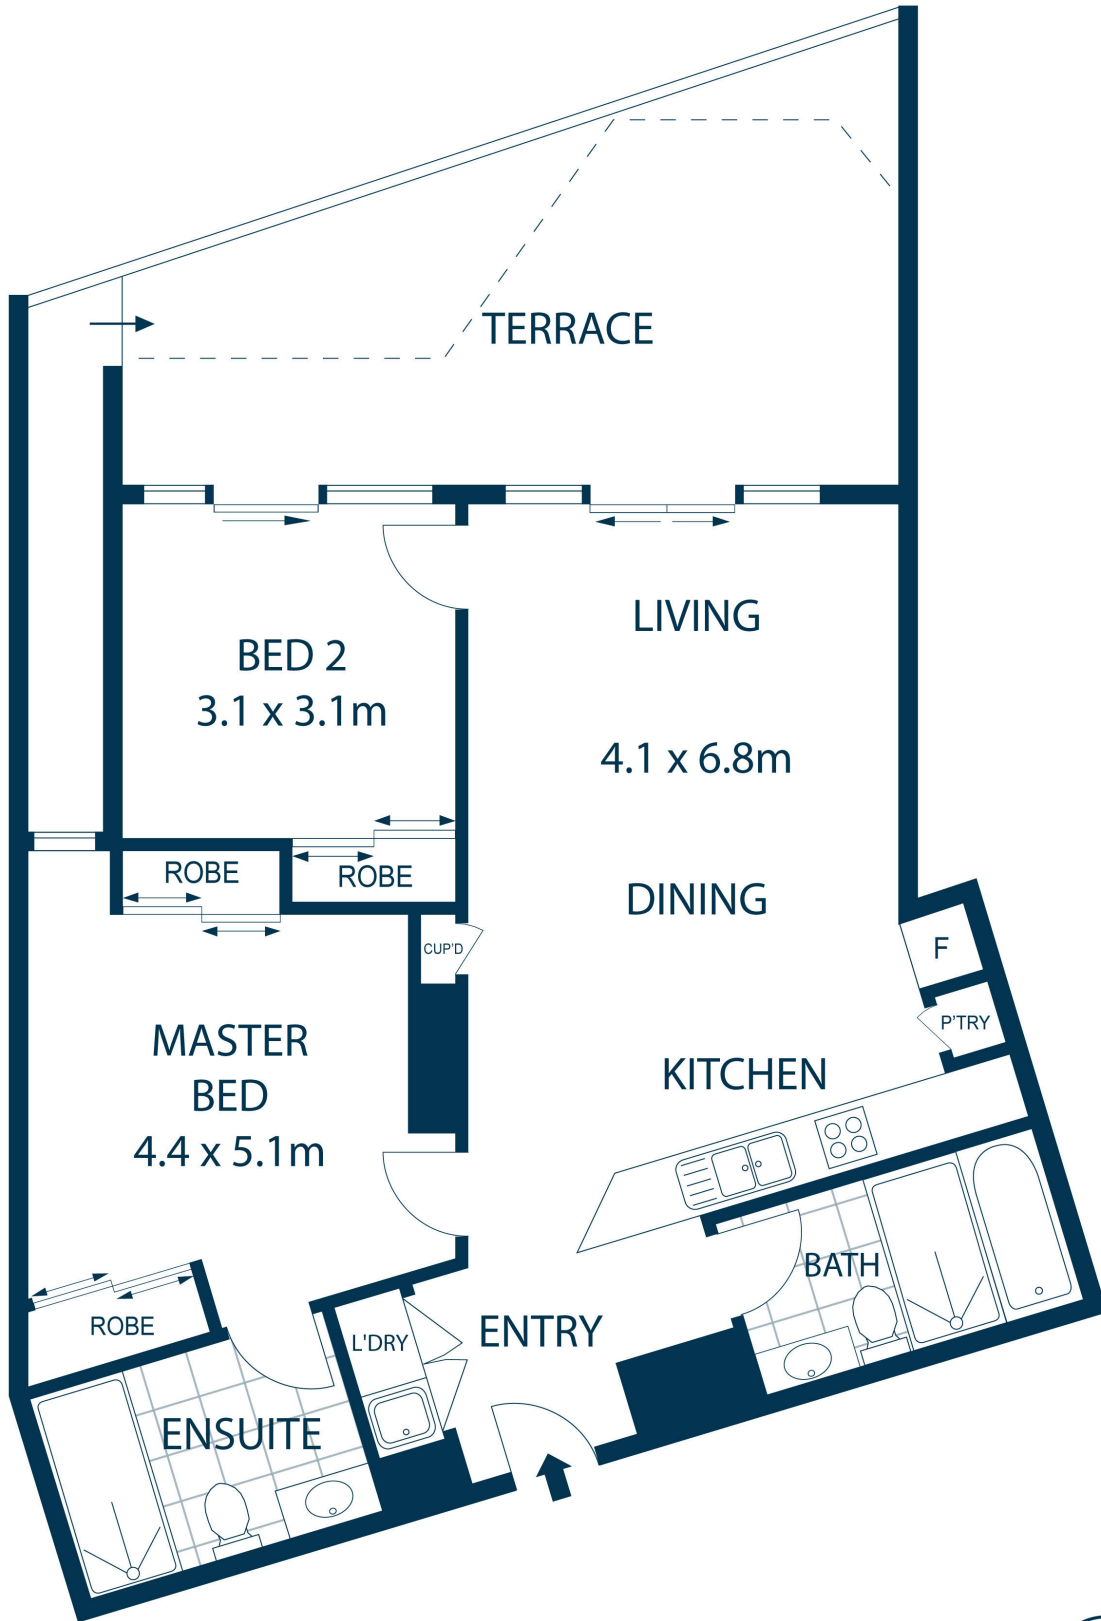 TERRACE
LIVING
BED 2
3.1 x 3.1m
4.1 x 6.8m
ROBE
ROBE
DINING
CUP'D
F
P'TRY
MASTER
BED
4.4 x 5.1m
KITCHEN
BATH
ROBE
L'DRY
ENTRY
ENSUITE